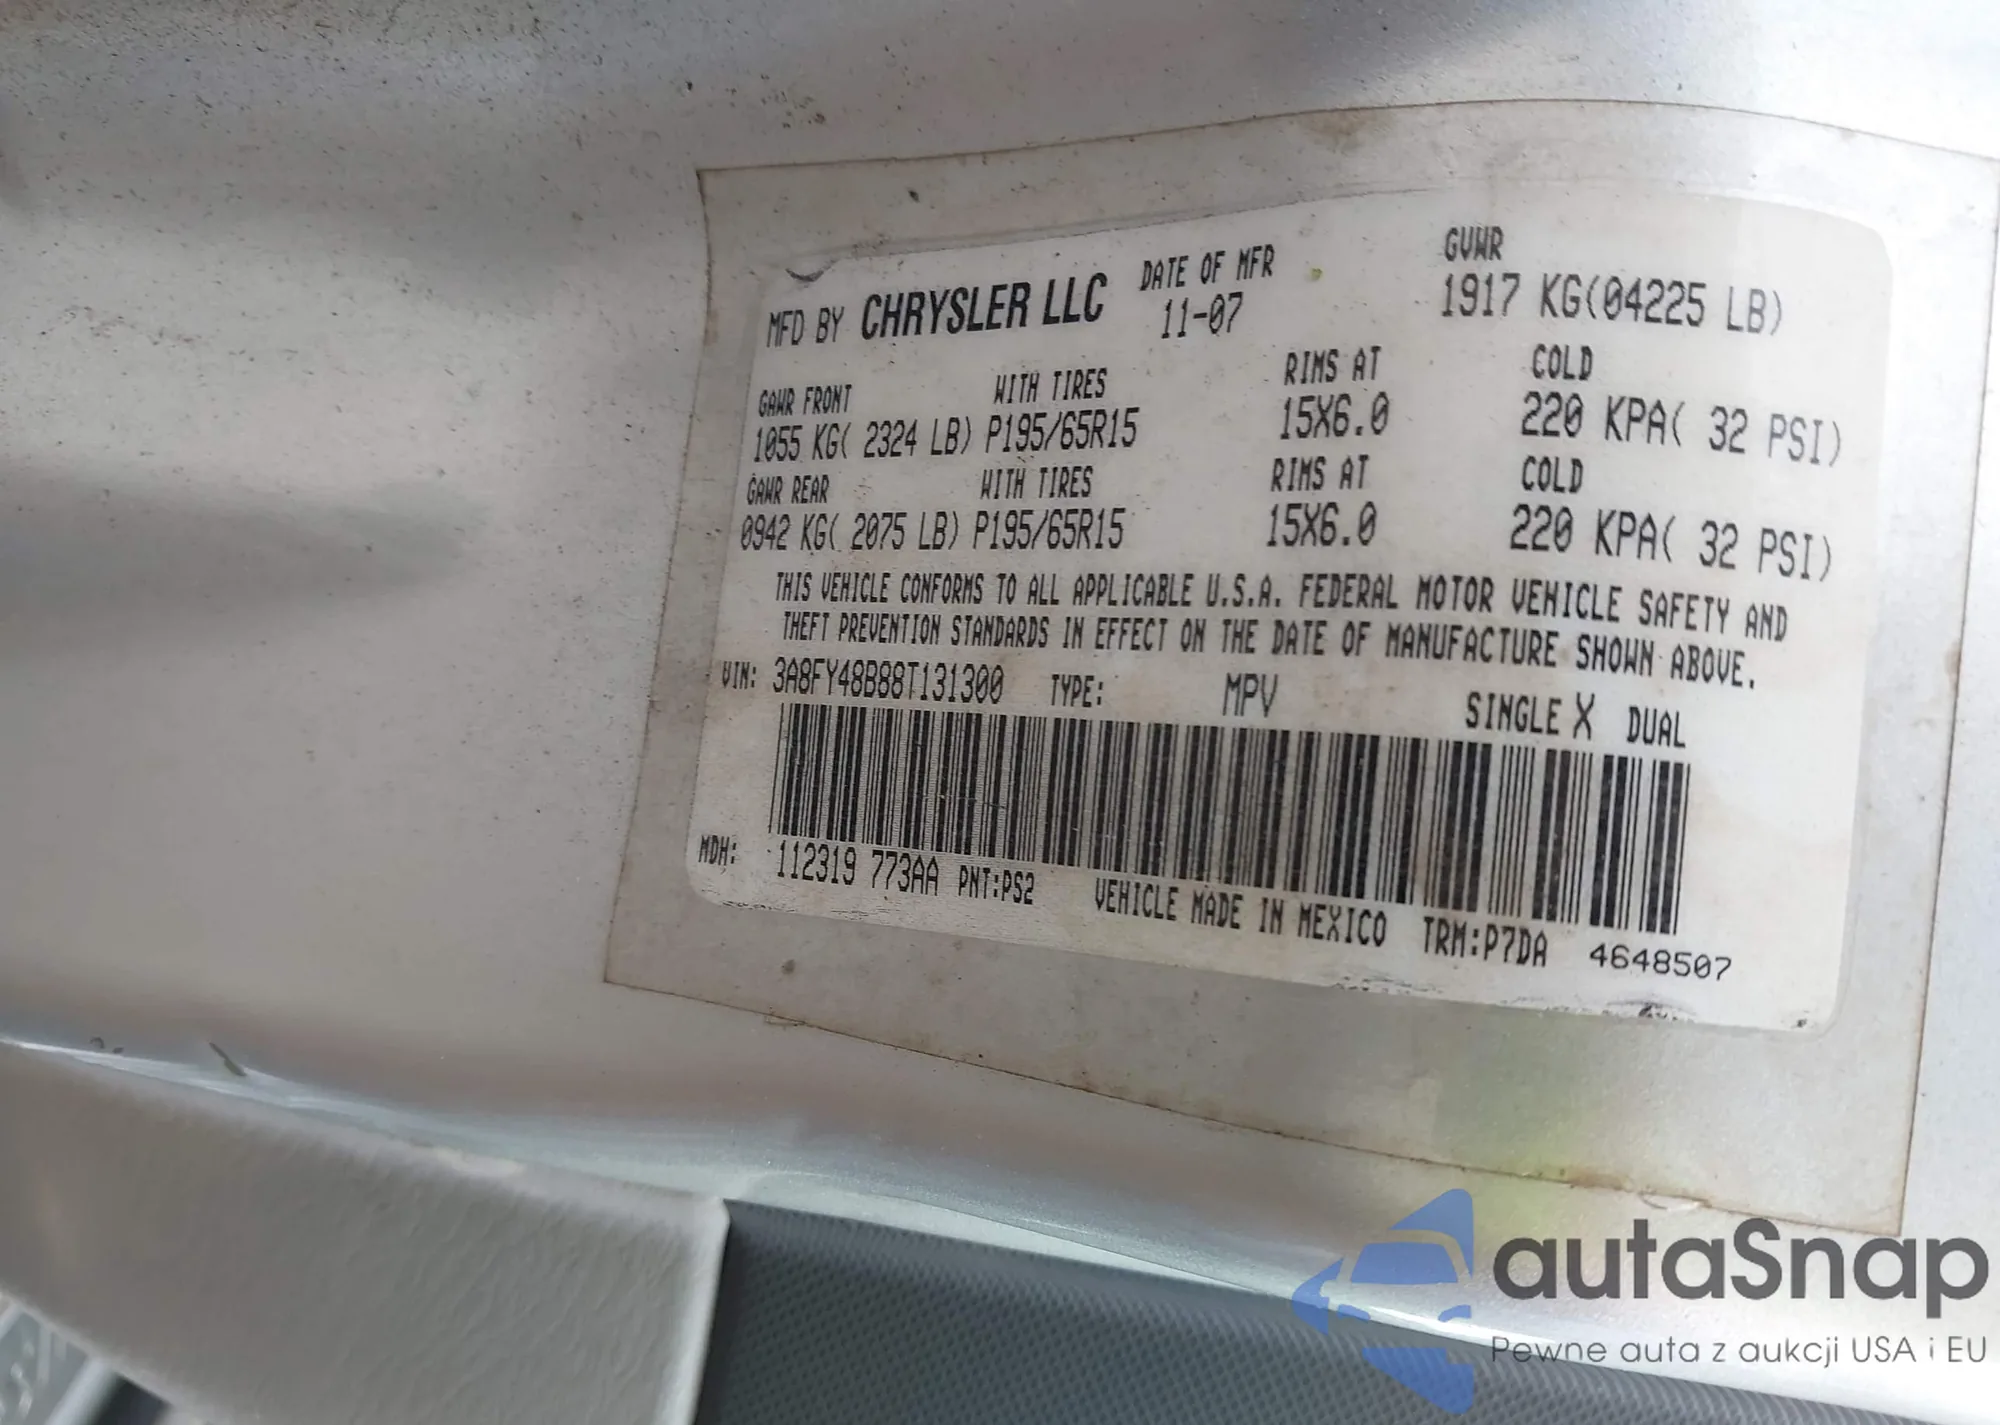 MFD BY CHRYSLER LLC DATE OF MFR GVWR
11-07 1917 KG(04225 LB)
GAWR FRONT WITH TIRES RIMS AT COLD
1055 KG( 2324 LB) P195/65R15 15X6.0 220 KPA( 32 PSI)
GAWR REAR WITH TIRES RIMS AT COLD
0942 KG( 2075 LB) P195/65R15 15X6.0 220 KPA( 32 PSI)
THIS VEHICLE CONFORMS TO ALL APPLICABLE U.S.A. FEDERAL MOTOR VEHICLE SAFETY AND
THEFT PREVENTION STANDARDS IN EFFECT ON THE DATE OF MANUFACTURE SHOWN ABOVE.
VIN: 3A8FY48B88T131300 TYPE: MPV SINGLE X DUAL
MDH: 112319 773AA PNT:PS2 VEHICLE MADE IN MEXICO TRM:P7DA 4648507
autaSnap
Pewne auta z aukcji USA i EU